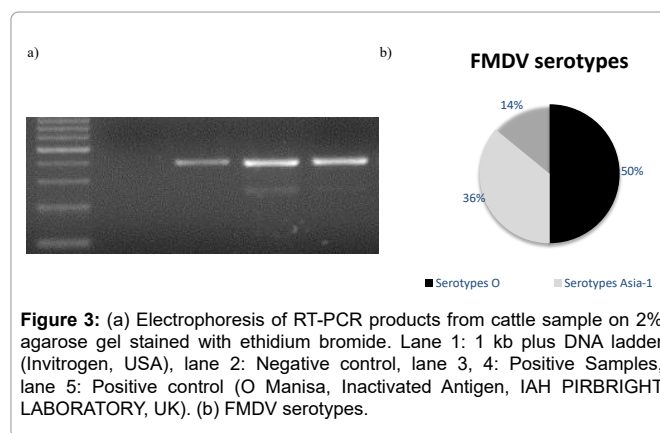 a)
b)
FMDV serotypes
14%
50%
36%
Serotypes O
Serotypes Asia-1
Figure 3: (a) Electrophoresis of RT-PCR products from cattle sample on 2%
agarose gel stained with ethidium bromide. Lane 1: 1 kb plus DNA ladder
(Invitrogen, USA), lane 2: Negative control, lane 3, 4: Positive Samples,
lane 5: Positive control (O Manisa, Inactivated Antigen, IAH PIRBRIGHT
LABORATORY, UK). (b) FMDV serotypes.